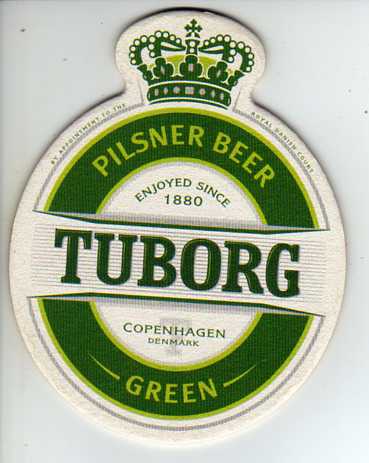 BY APPOINTMENT TO THE ROYAL DANISH COURT
PILSNER BEER
ENJOYED SINCE
1880
TUBORG
COPENHAGEN
DENMARK
GREEN